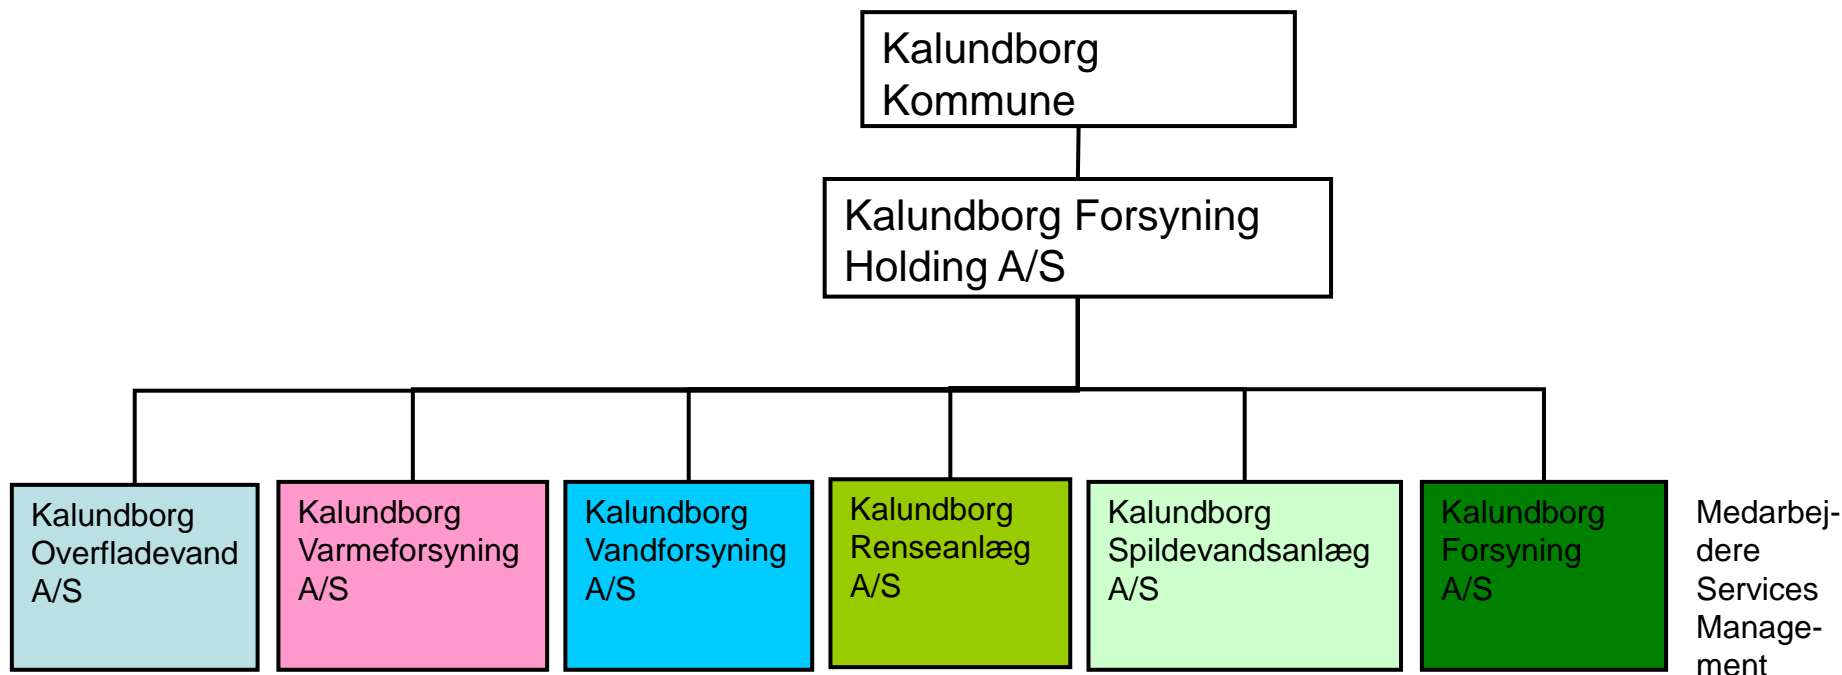 Kalundborg
Kommune
Kalundborg Forsyning
Holding A/S
Kalundborg
Overfladevand
A/S
Kalundborg
Varmeforsyning
A/S
Kalundborg
Vandforsyning
A/S
Kalundborg
Renseanlæg
A/S
Kalundborg
Spildevandsanlæg
A/S
Kalundborg
Forsyning
A/S
Medarbej-
dere
Services
Manage-
ment